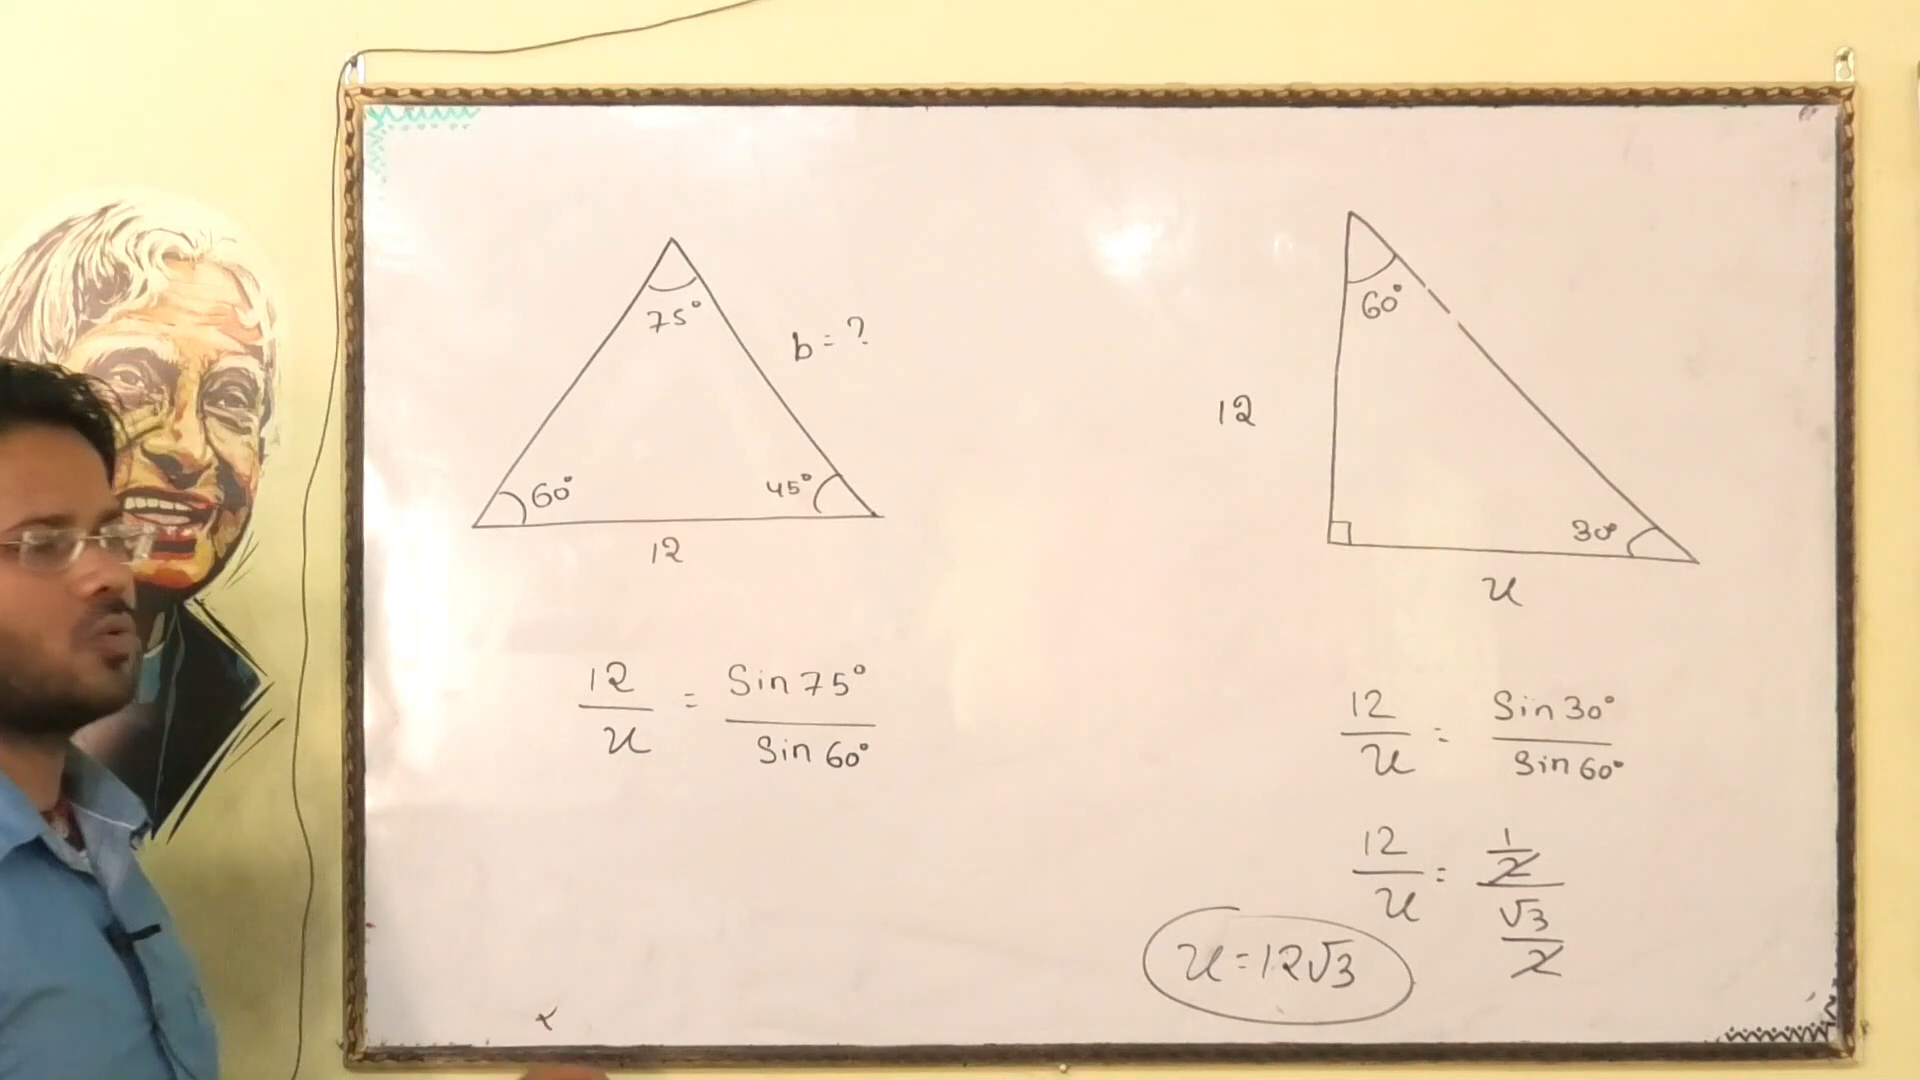 75°
b = ?
60°
45°
12
12/x = Sin 75°/Sin 60°
60°
12
30°
x
12/x = Sin 30°/Sin 60°
12/x = (1/2)/(√3/2)
x = 12√3